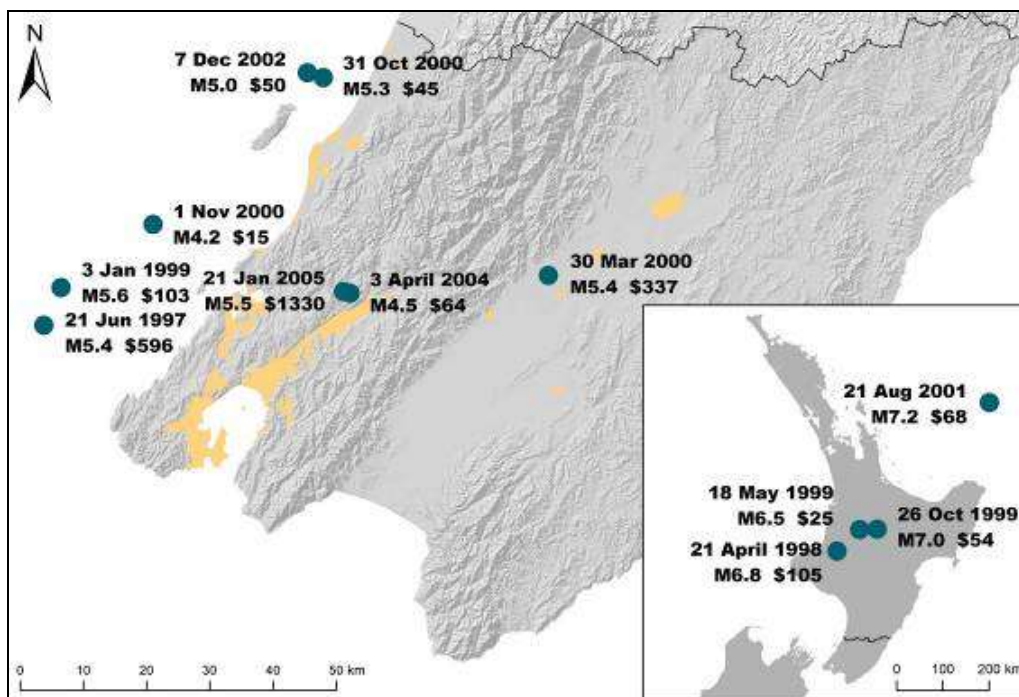 N
7 Dec 2002
M5.0 $50
31 Oct 2000
M5.3 $45
1 Nov 2000
M4.2 $15
3 Jan 1999
M5.6 $103
21 Jun 1997
M5.4 $596
21 Jan 2005
M5.5 $1330
3 April 2004
M4.5 $64
30 Mar 2000
M5.4 $337
21 Aug 2001
M7.2 $68
18 May 1999
M6.5 $25
26 Oct 1999
M7.0 $54
21 April 1998
M6.8 $105
0 10 20 30 40 50 km
0 100 200 km